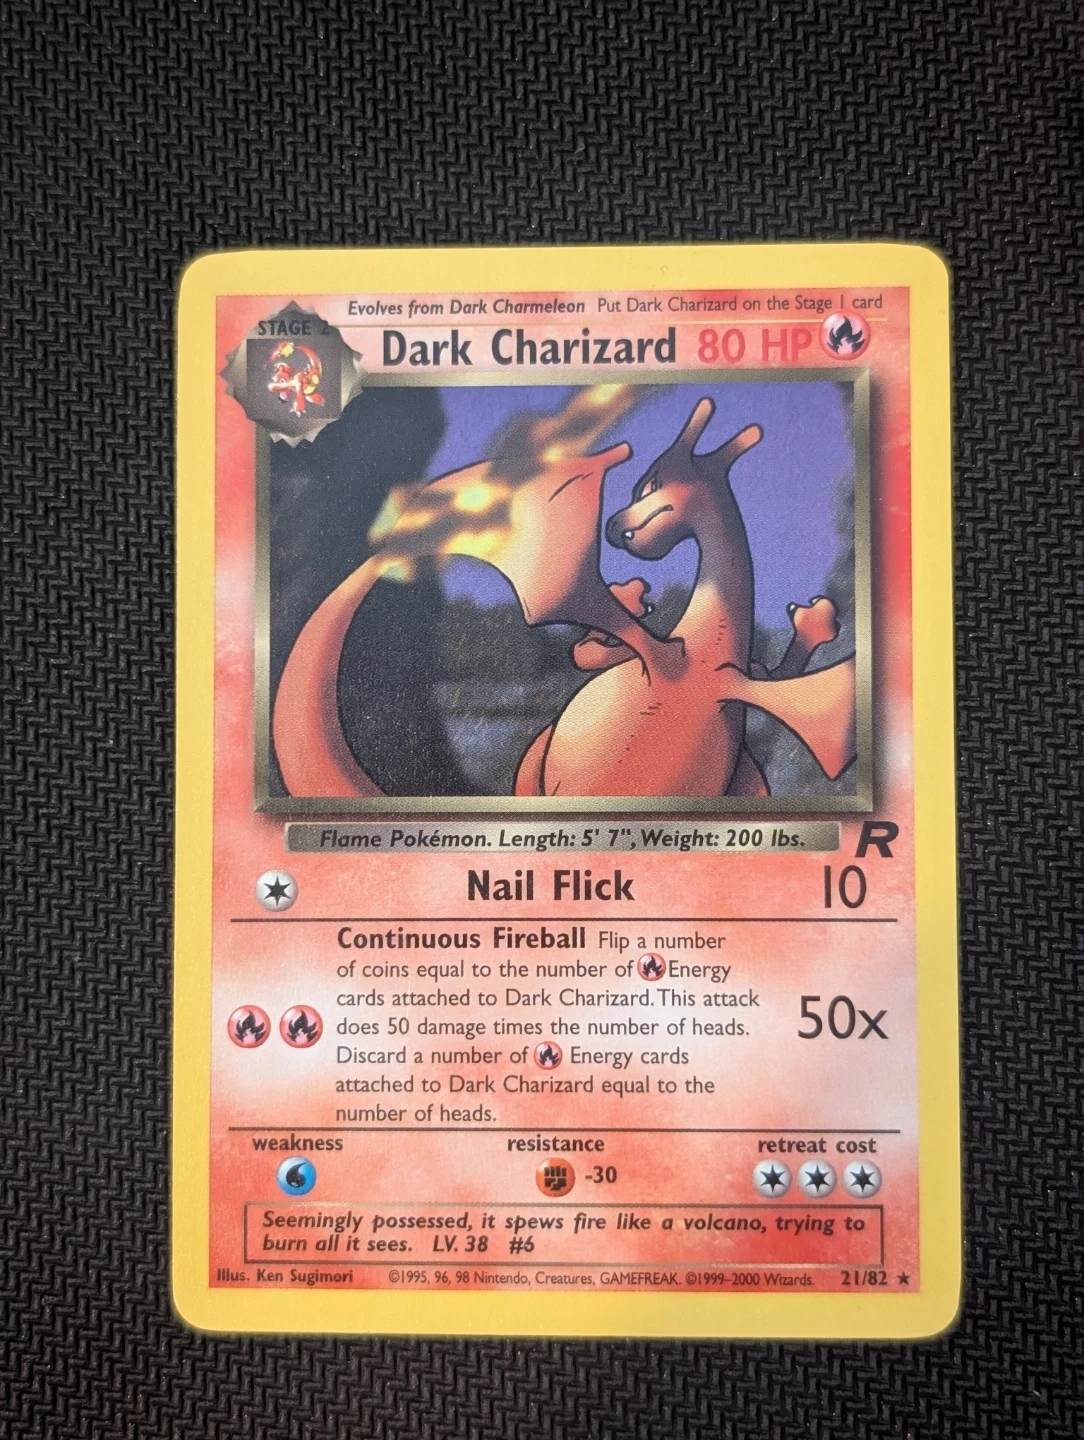 Evolves from Dark Charmeleon Put Dark Charizard on the Stage 1 card
STAGE 2
Dark Charizard 80 HP
Flame Pokémon. Length: 5' 7", Weight: 200 lbs.
R
Nail Flick 10
Continuous Fireball Flip a number
of coins equal to the number of Energy
cards attached to Dark Charizard. This attack
does 50 damage times the number of heads.
50x
Discard a number of Energy cards
attached to Dark Charizard equal to the
number of heads.
weakness resistance retreat cost
-30
Seemingly possessed, it spews fire like a volcano, trying to
burn all it sees. LV. 38 #6
Illus. Ken Sugimori ©1995, 96, 98 Nintendo, Creatures, GAMEFREAK. ©1999-2000 Wizards. 21/82 ★